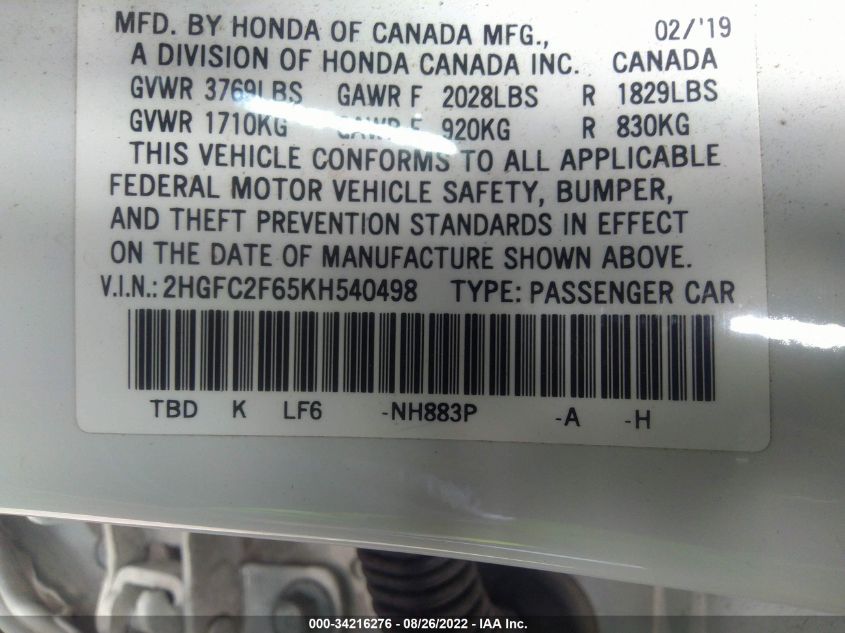 MFD. BY HONDA OF CANADA MFG., 02/'19
A DIVISION OF HONDA CANADA INC. CANADA
GVWR 3769LBS GAWR F 2028LBS R 1829LBS
GVWR 1710KG GAWR F 920KG R 830KG
THIS VEHICLE CONFORMS TO ALL APPLICABLE
FEDERAL MOTOR VEHICLE SAFETY, BUMPER,
AND THEFT PREVENTION STANDARDS IN EFFECT
ON THE DATE OF MANUFACTURE SHOWN ABOVE.
V.I.N.: 2HGFC2F65KH540498 TYPE: PASSENGER CAR
TBD K LF6 -NH883P -A -H
000-34216276 - 08/26/2022 - IAA Inc.